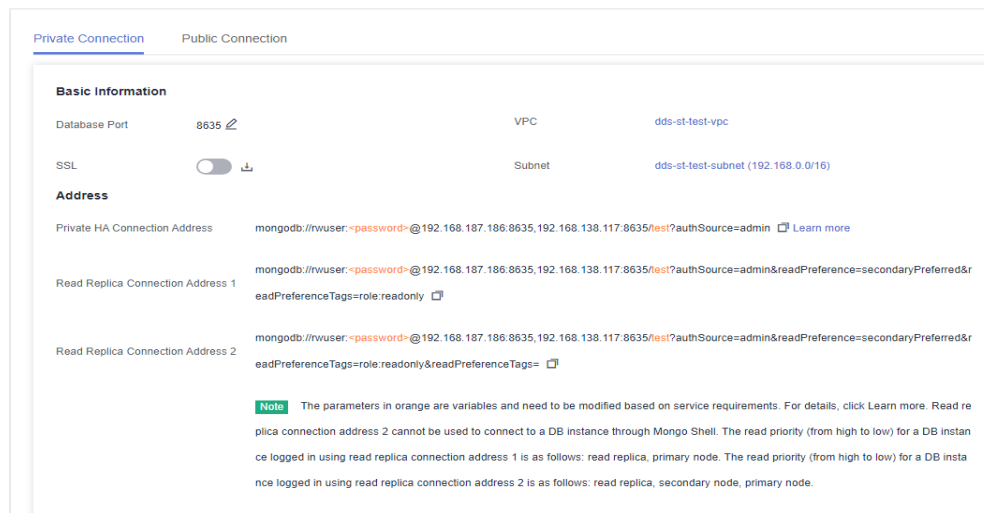 Private Connection Public Connection
Basic Information
Database Port 8635 VPC dds-st-test-vpc
SSL Subnet dds-st-test-subnet (192.168.0.0/16)
Address
Private HA Connection Address mongodb://rwuser:<password>@192.168.187.186:8635,192.168.138.117:8635/test?authSource=admin Learn more
mongodb://rwuser:<password>@192.168.187.186:8635,192.168.138.117:8635/test?authSource=admin&readPreference=secondaryPreferred&r
Read Replica Connection Address 1
eadPreferenceTags=role:readonly
mongodb://rwuser:<password>@192.168.187.186:8635,192.168.138.117:8635/test?authSource=admin&readPreference=secondaryPreferred&r
Read Replica Connection Address 2
eadPreferenceTags=role:readonly&readPreferenceTags=
Note The parameters in orange are variables and need to be modified based on service requirements. For details, click Learn more. Read re
plica connection address 2 cannot be used to connect to a DB instance through Mongo Shell. The read priority (from high to low) for a DB instan
ce logged in using read replica connection address 1 is as follows: read replica, primary node. The read priority (from high to low) for a DB insta
nce logged in using read replica connection address 2 is as follows: read replica, secondary node, primary node.